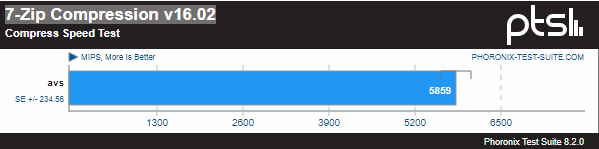 7-Zip Compression v16.02
Compress Speed Test
pts
MIPS, More Is Better
PHORONIX-TEST-SUITE.COM
avs
SE +/- 234.56
5859
1300 2600 3900 5200 6500
Phoronix Test Suite 8.2.0